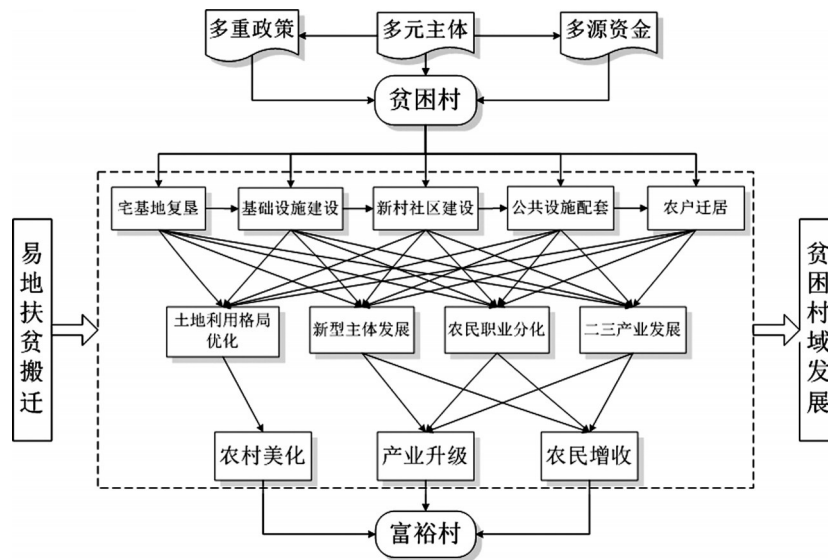 多重政策
多元主体
多源资金
贫困村
宅基地复垦
基础设施建设
新村社区建设
公共设施配套
农户迁居
易地扶贫搬迁
贫困村域发展
土地利用格局
优化
新型主体发展
农民职业分化
二三产业发展
农村美化
产业升级
农民增收
富裕村